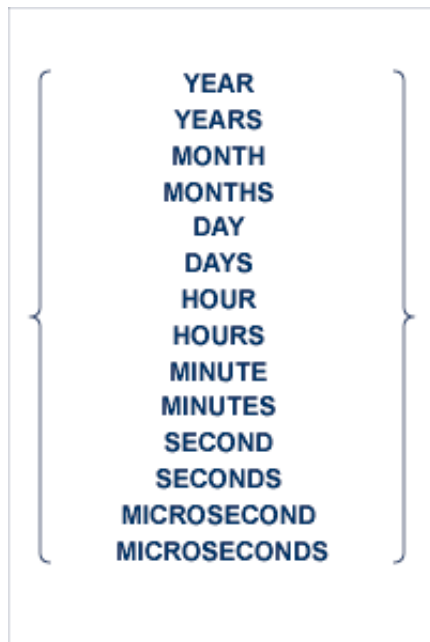 YEAR
YEARS
MONTH
MONTHS
DAY
DAYS
HOUR
HOURS
MINUTE
MINUTES
SECOND
SECONDS
MICROSECOND
MICROSECONDS